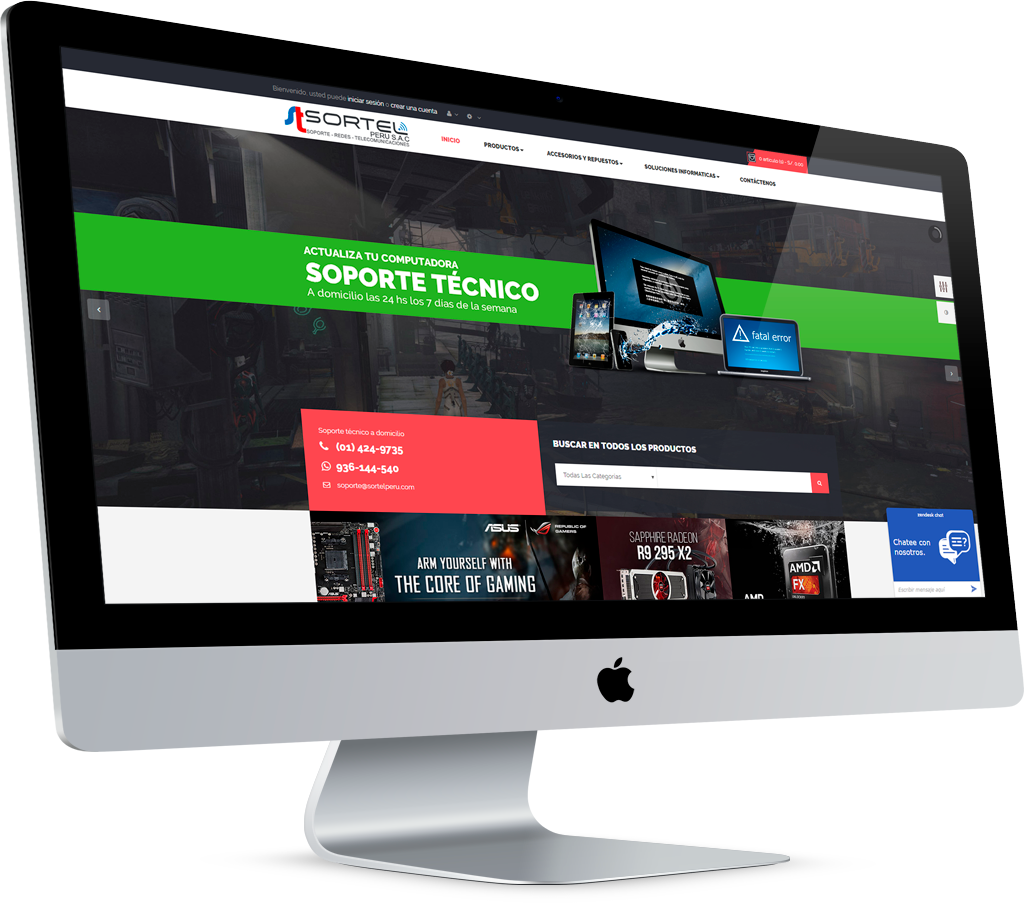 Bienvenido, usted puede iniciar sesión o crear una cuenta
SORTEL
PERU S.A.C
SOPORTE - REDES - TELECOMUNICACIONES
INICIO
PRODUCTOS
ACCESORIOS Y REPUESTOS
SOLUCIONES INFORMATICAS
CONTÁCTENOS
0 artículo (s) - S/. 0.00
ACTUALIZA TU COMPUTADORA
SOPORTE TÉCNICO
A domicilio las 24 hs los 7 días de la semana
fatal error
Soporte técnico a domicilio
(01) 424-9735
936-144-540
soporte@sortelperu.com
BUSCAR EN TODOS LOS PRODUCTOS
Todas Las Categorías
zendesk chat
Chatee con
nosotros.
Escribir mensaje aquí
ASUS
REPUBLIC OF
GAMERS
ARM YOURSELF WITH
THE CORE OF GAMING
SAPPHIRE RADEON
R9 295 X2
AMD
FX
AMD